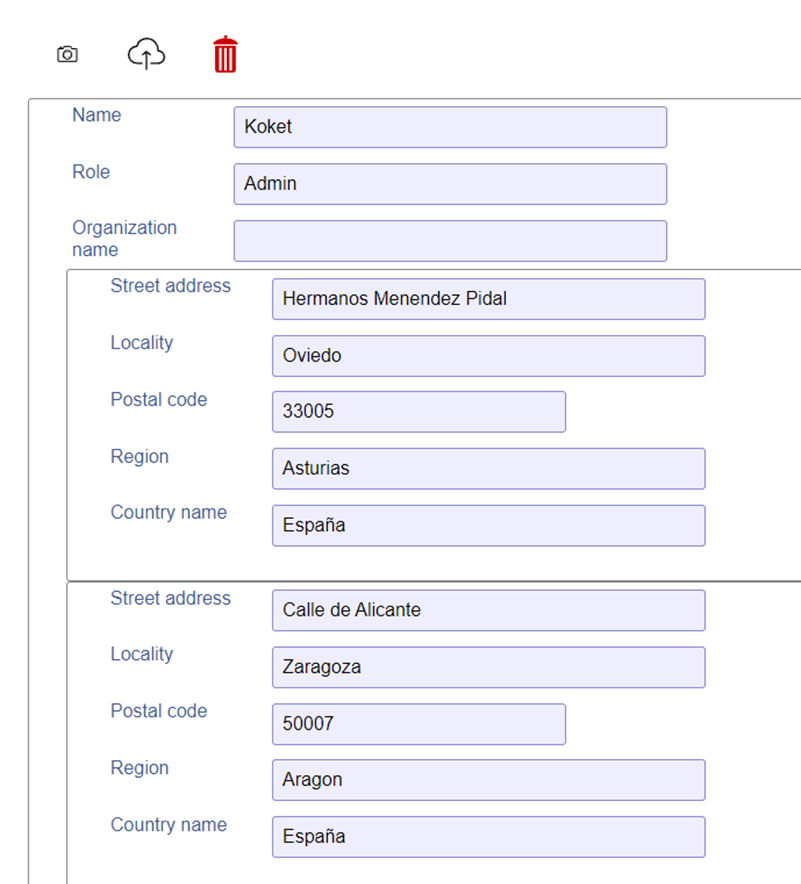 Name
Koket
Role
Admin
Organization
name
Street address
Hermanos Menendez Pidal
Locality
Oviedo
Postal code
33005
Region
Asturias
Country name
España
Street address
Calle de Alicante
Locality
Zaragoza
Postal code
50007
Region
Aragon
Country name
España